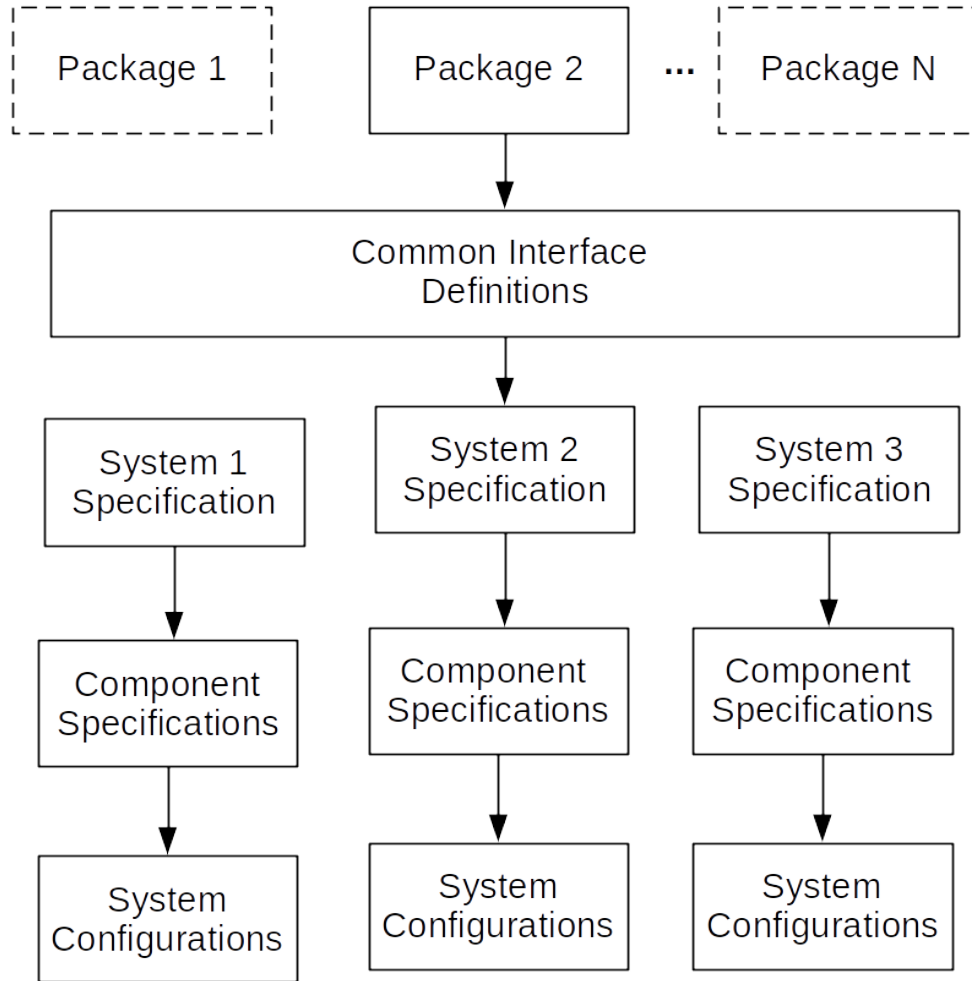 Package 1
Package 2
...
Package N
Common Interface
Definitions
System 1
Specification
System 2
Specification
System 3
Specification
Component
Specifications
Component
Specifications
Component
Specifications
System
Configurations
System
Configurations
System
Configurations